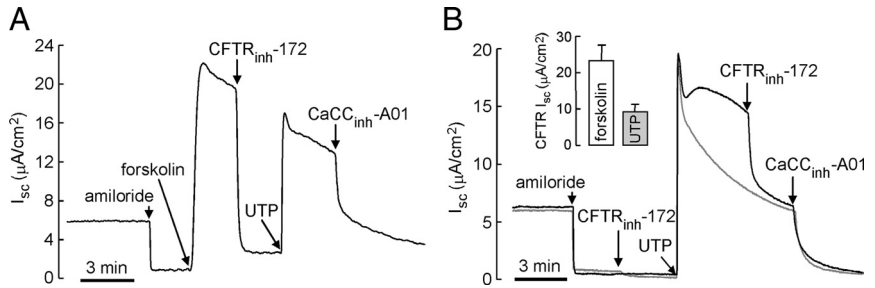 A
24
20
16
12
8
4
0
Isc (μA/cm2)
amiloride
forskolin
CFTRinh-172
UTP
CaCCinh-A01
3 min
B
20
15
10
5
0
Isc (μA/cm2)
30
20
10
0
CFTR Isc (μA/cm2)
forskolin
UTP
amiloride
CFTRinh-172
UTP
CFTRinh-172
CaCCinh-A01
3 min